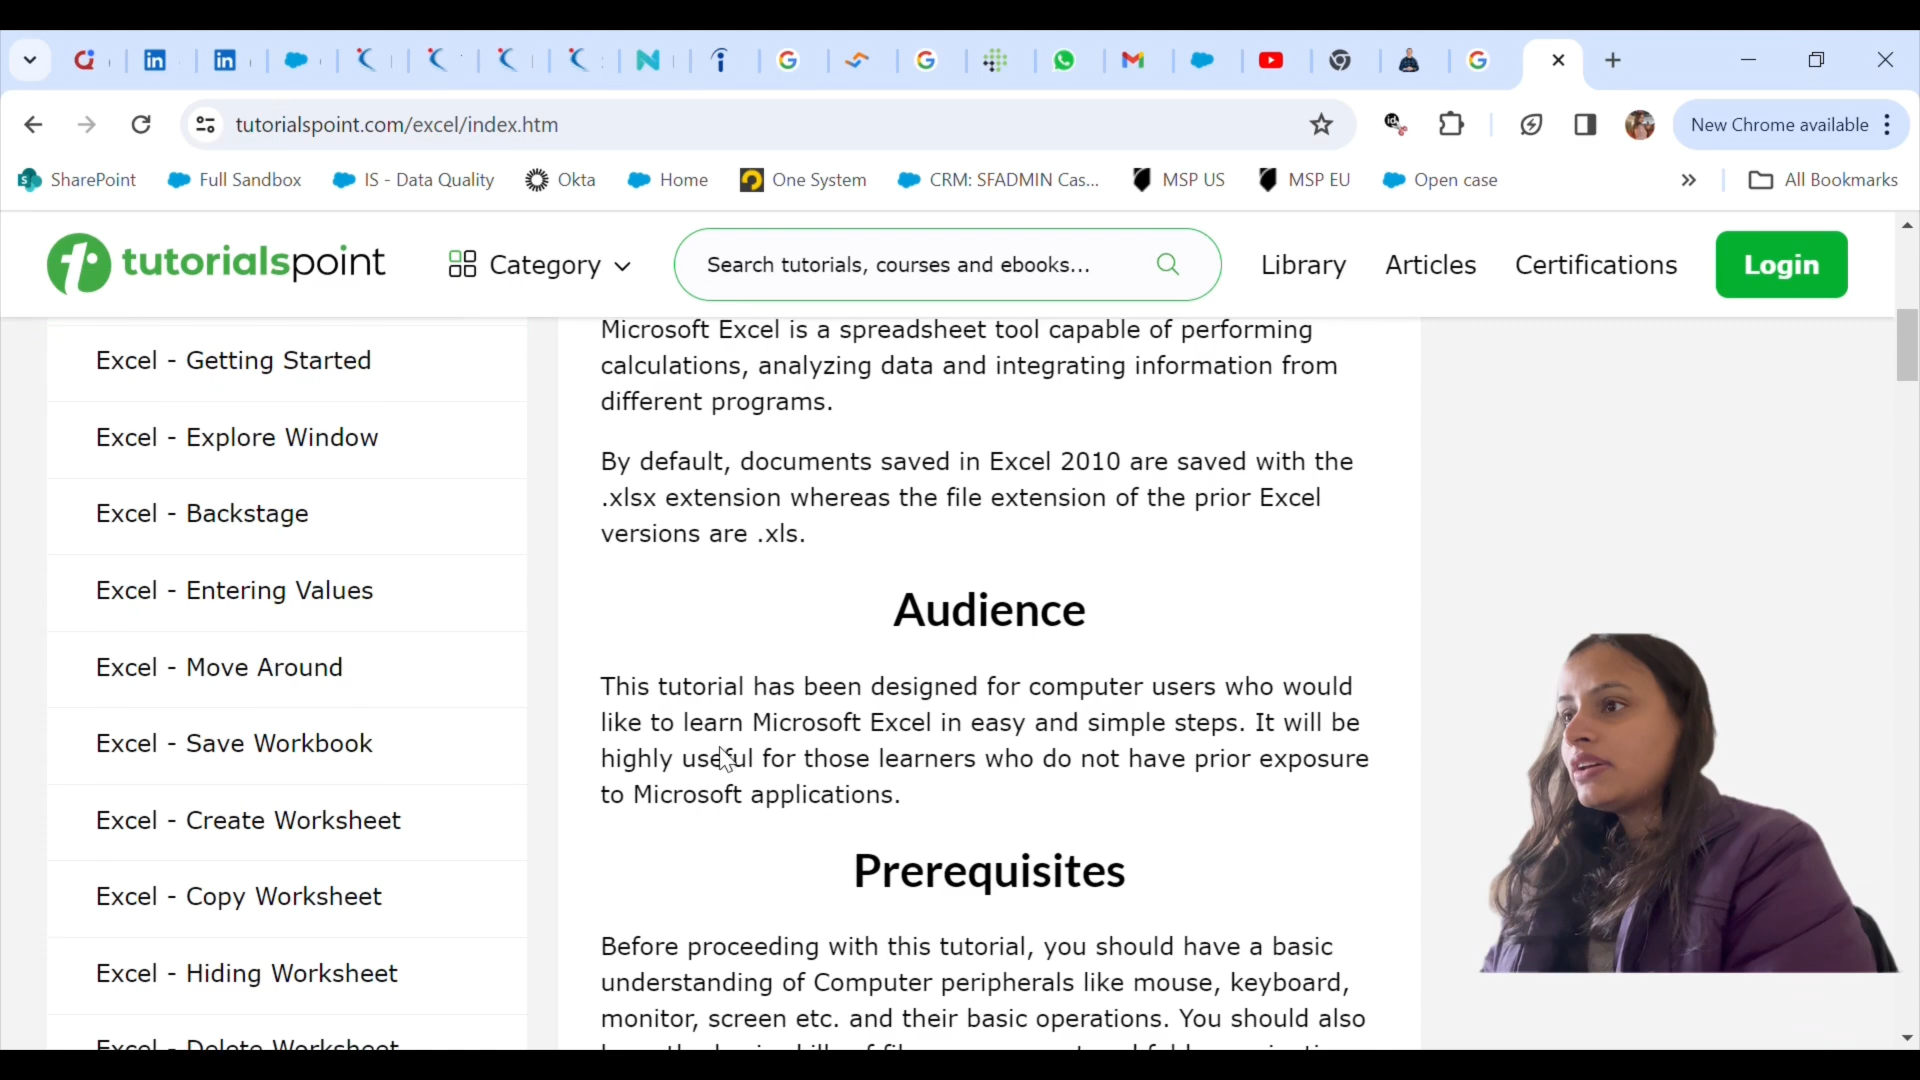 tutorialspoint.com/excel/index.htm
New Chrome available
SharePoint
Full Sandbox
IS - Data Quality
Okta
Home
One System
CRM: SFADMIN Cas...
MSP US
MSP EU
Open case
All Bookmarks
tutorialspoint
Category
Search tutorials, courses and ebooks...
Library
Articles
Certifications
Login
Excel - Getting Started
Excel - Explore Window
Excel - Backstage
Excel - Entering Values
Excel - Move Around
Excel - Save Workbook
Excel - Create Worksheet
Excel - Copy Worksheet
Excel - Hiding Worksheet
Excel - Delete Worksheet
Microsoft Excel is a spreadsheet tool capable of performing
calculations, analyzing data and integrating information from
different programs.
By default, documents saved in Excel 2010 are saved with the
.xlsx extension whereas the file extension of the prior Excel
versions are .xls.
Audience
This tutorial has been designed for computer users who would
like to learn Microsoft Excel in easy and simple steps. It will be
highly useful for those learners who do not have prior exposure
to Microsoft applications.
Prerequisites
Before proceeding with this tutorial, you should have a basic
understanding of Computer peripherals like mouse, keyboard,
monitor, screen etc. and their basic operations. You should also